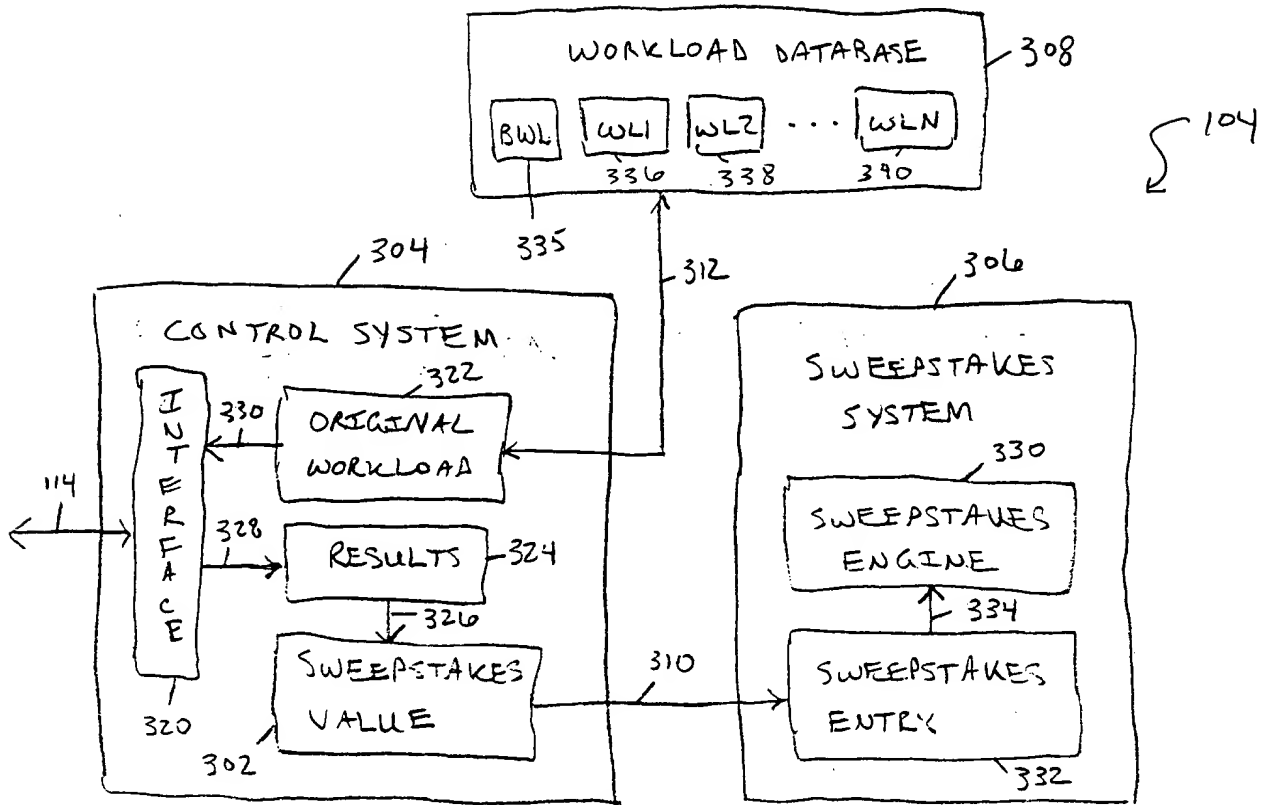 WORKLOAD DATABASE
308
BWL WL1 WL2 ... WLN
336 338 340
104
335
304
312
306
CONTROL SYSTEM
SWEEPSTAKES
SYSTEM
322
INTERFACE
330
ORIGINAL
WORKLOAD
330
114
328
RESULTS
324
SWEEPSTAKES
ENGINE
326
334
SWEEPSTAKES
VALUE
310
SWEEPSTAKES
ENTRY
320
302
332